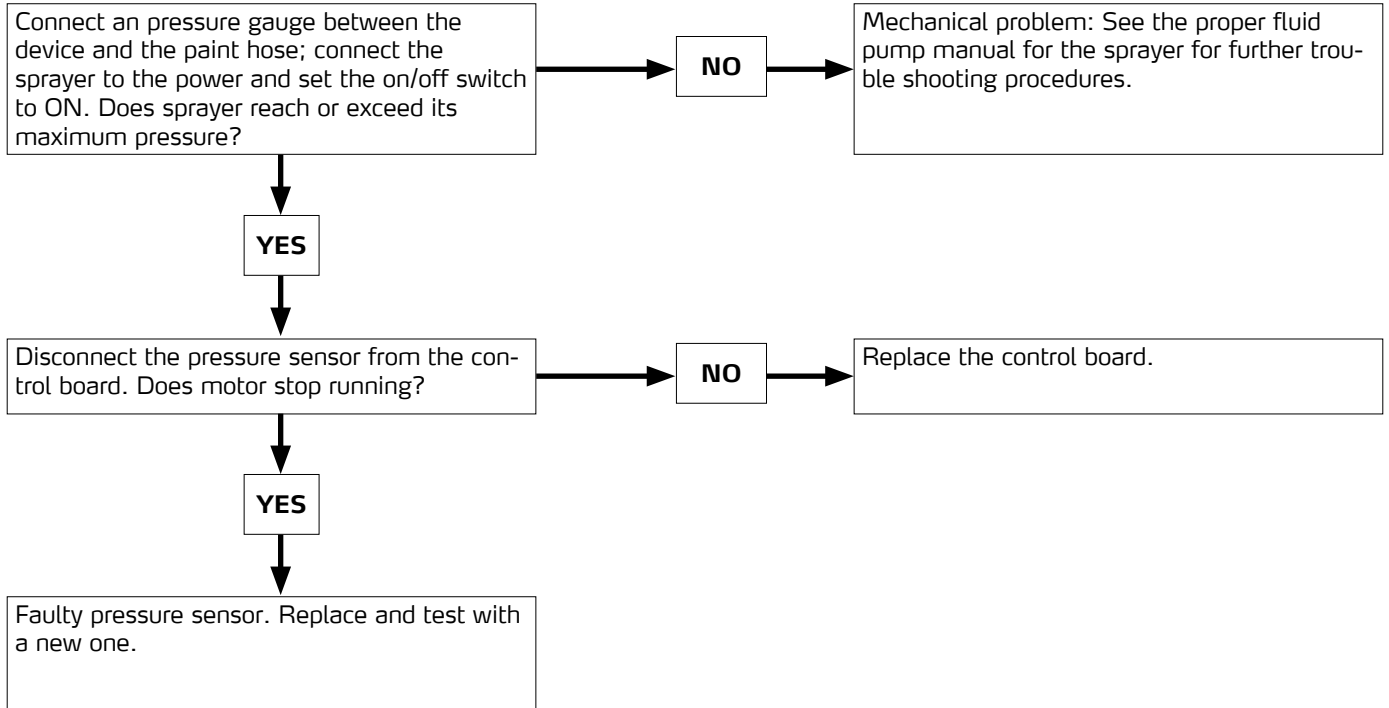 Connect an pressure gauge between the
device and the paint hose; connect the
sprayer to the power and set the on/off switch
to ON. Does sprayer reach or exceed its
maximum pressure?
NO
Mechanical problem: See the proper fluid
pump manual for the sprayer for further trou-
ble shooting procedures.
YES
Disconnect the pressure sensor from the con-
trol board. Does motor stop running?
NO
Replace the control board.
YES
Faulty pressure sensor. Replace and test with
a new one.